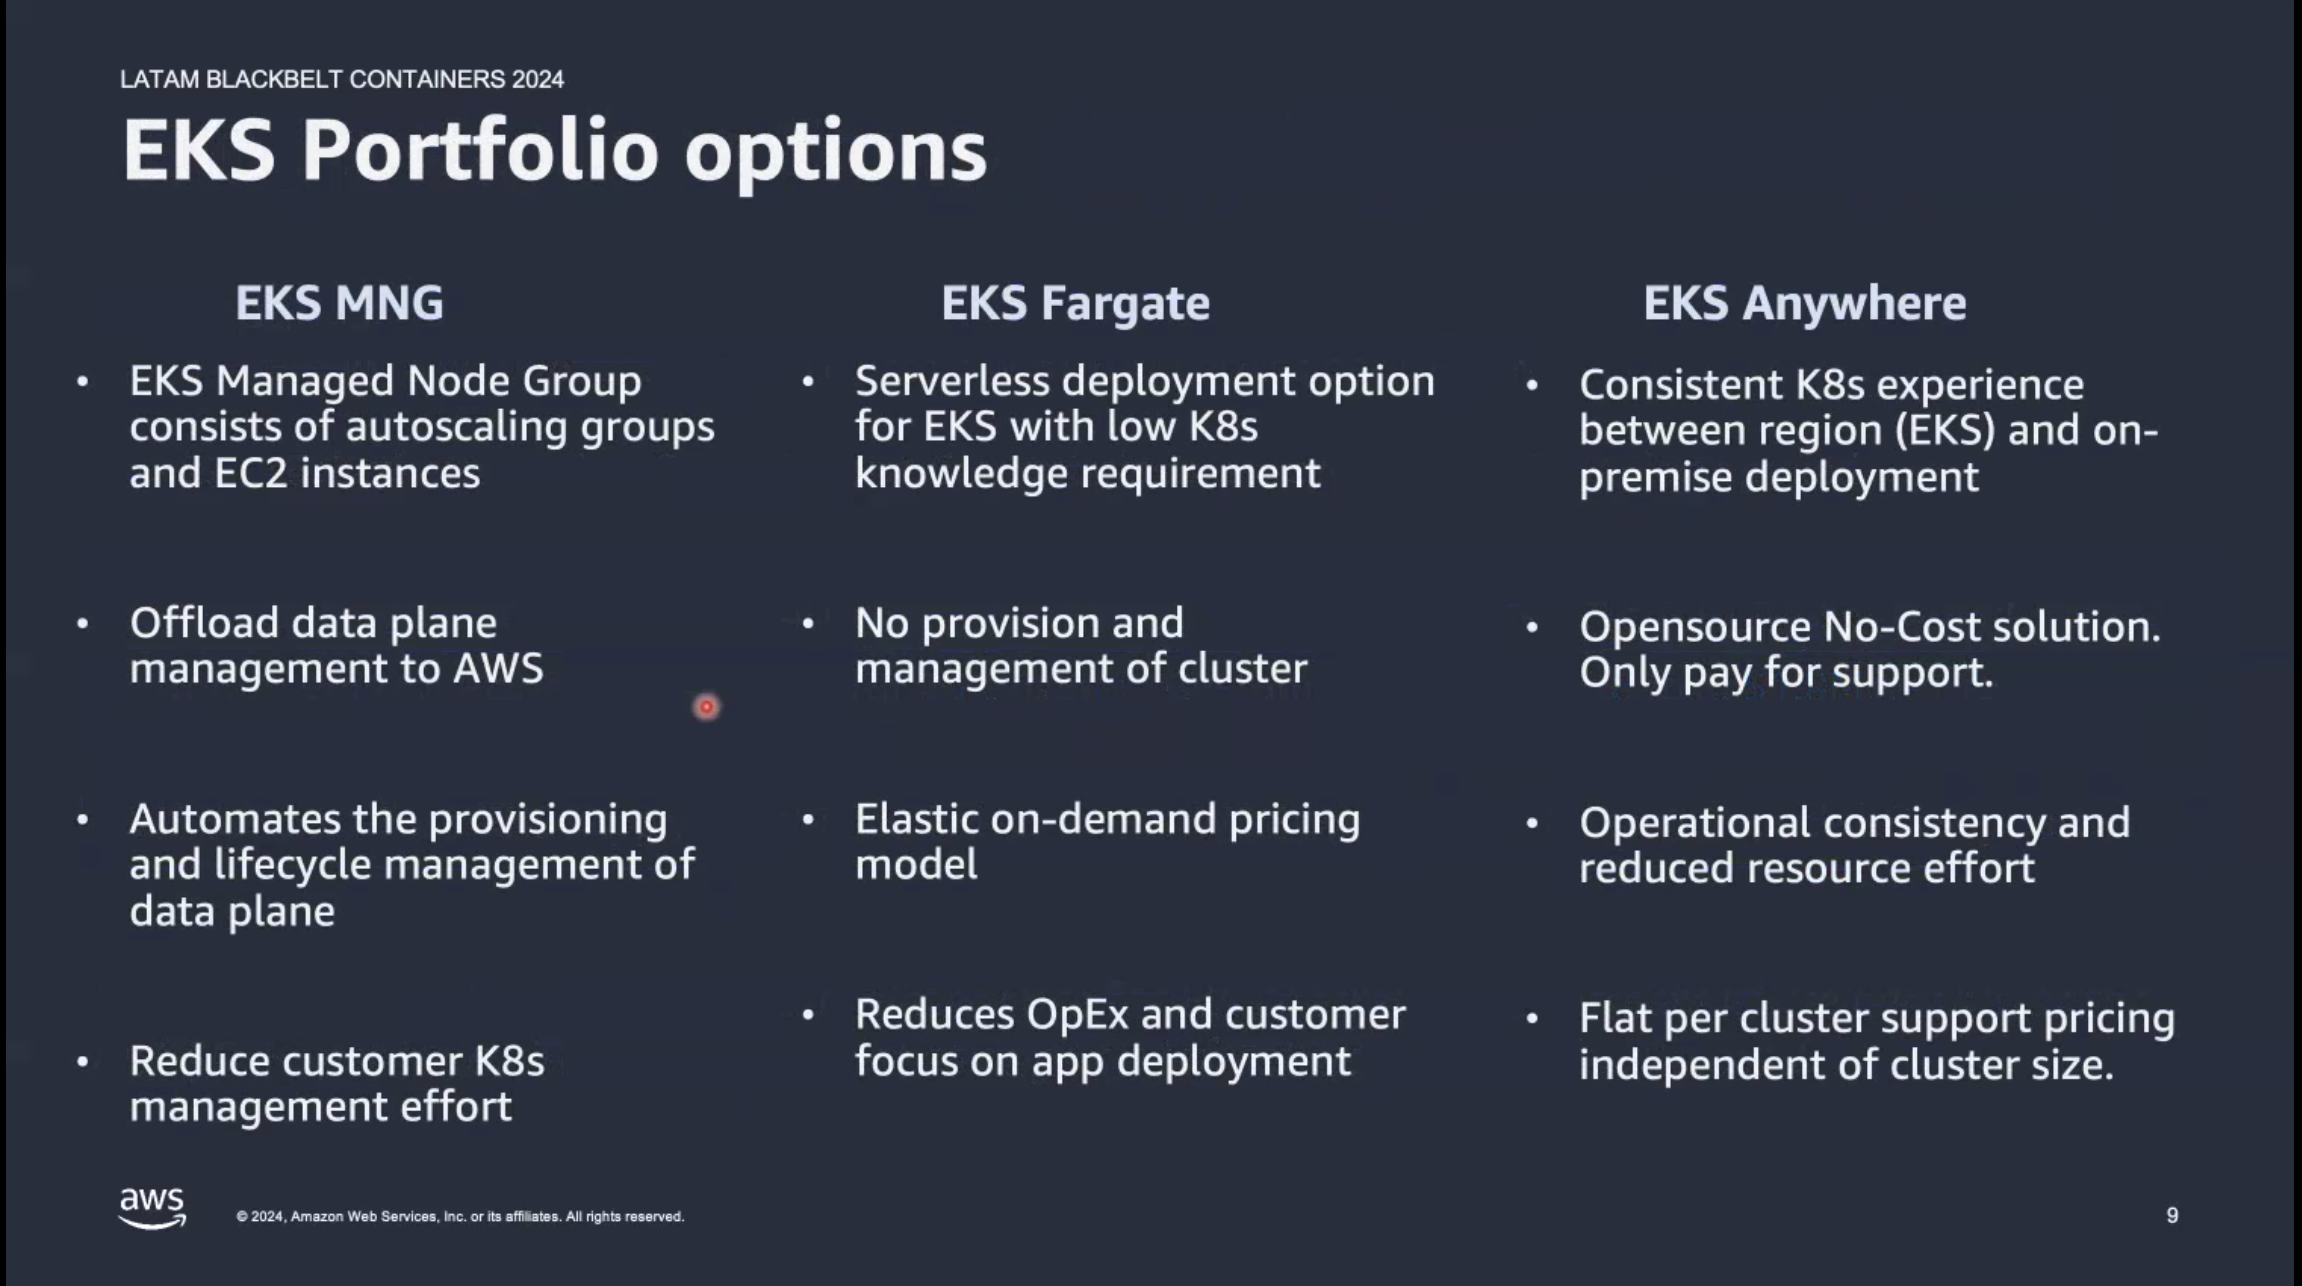 LATAM BLACKBELT CONTAINERS 2024
EKS Portfolio options
EKS MNG
• EKS Managed Node Group
consists of autoscaling groups
and EC2 instances
• Offload data plane
management to AWS
• Automates the provisioning
and lifecycle management of
data plane
• Reduce customer K8s
management effort
EKS Fargate
• Serverless deployment option
for EKS with low K8s
knowledge requirement
• No provision and
management of cluster
• Elastic on-demand pricing
model
• Reduces OpEx and customer
focus on app deployment
EKS Anywhere
• Consistent K8s experience
between region (EKS) and on-
premise deployment
• Opensource No-Cost solution.
Only pay for support.
• Operational consistency and
reduced resource effort
• Flat per cluster support pricing
independent of cluster size.
aws
© 2024, Amazon Web Services, Inc. or its affiliates. All rights reserved.
9